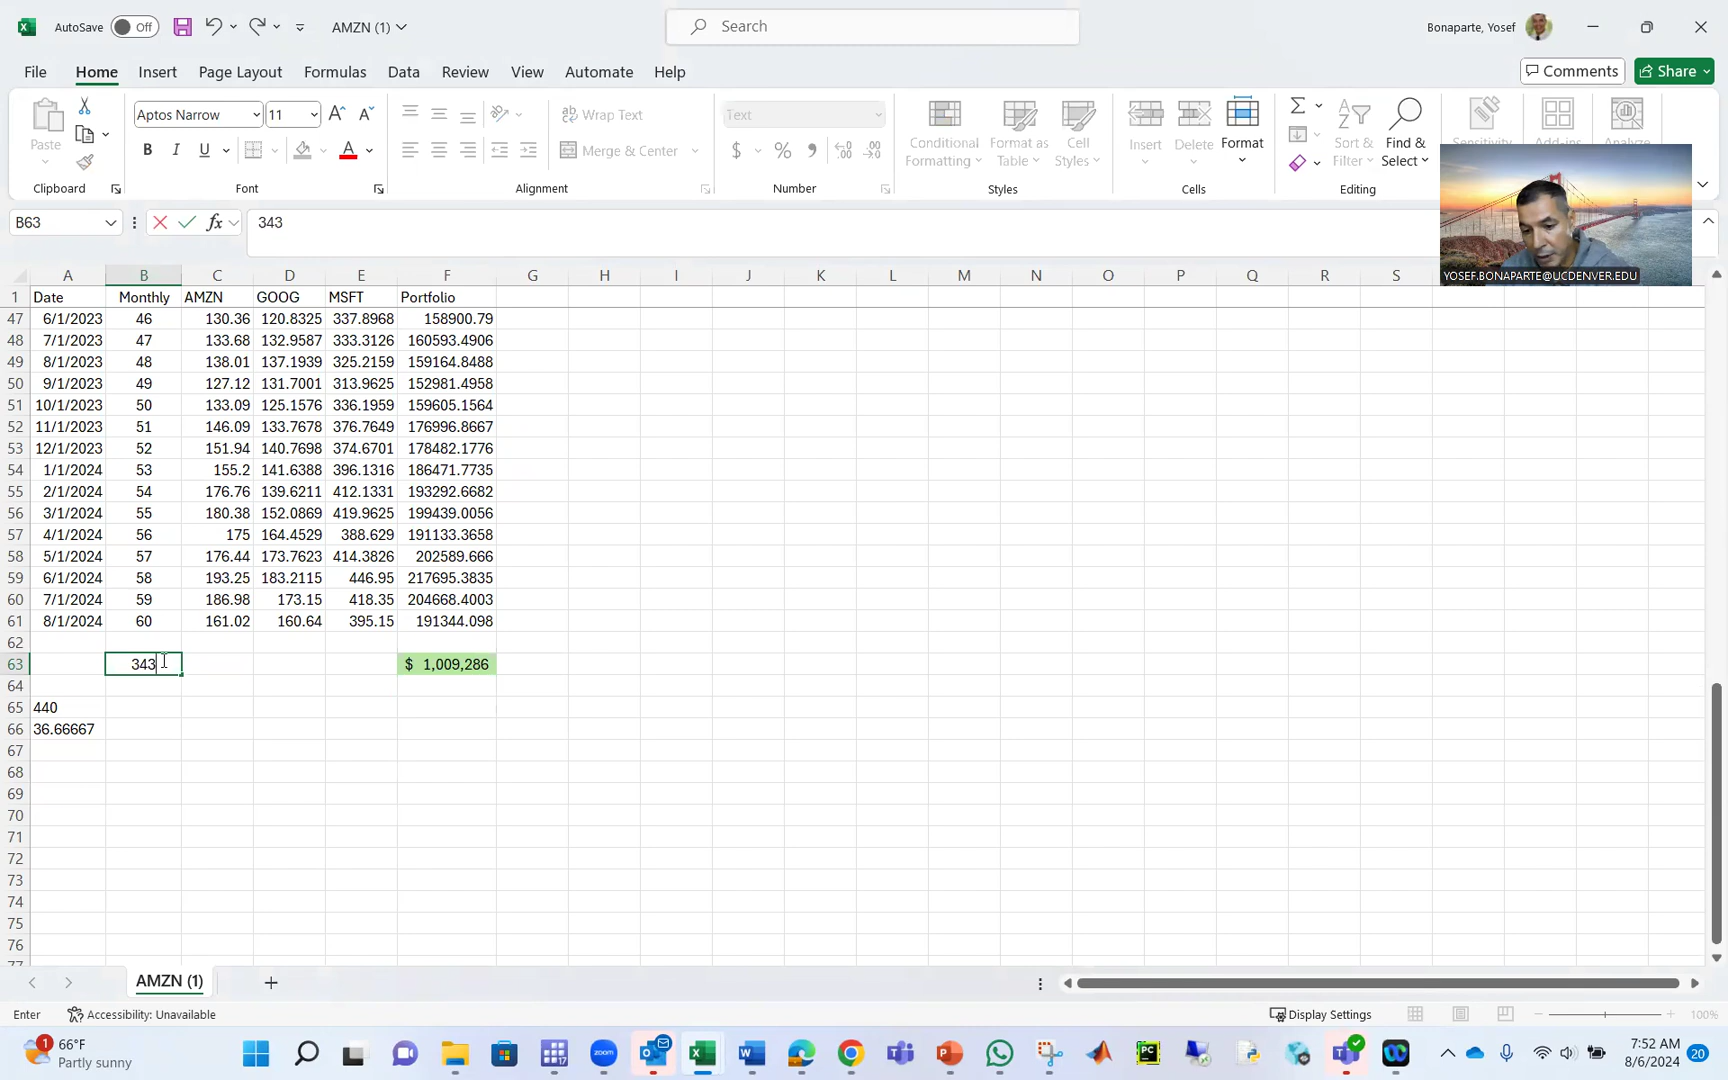 AutoSave Off AMZN (1) Search Bonaparte, Yosef
File Home Insert Page Layout Formulas Data Review View Automate Help Comments Share
Paste Aptos Narrow 11 Wrap Text Text Conditional Formatting Format as Table Cell Styles Insert Delete Format Sort & Filter Find & Select Sensitivity Add-ins Analyze
B I U Merge & Center $ %
Clipboard Font Alignment Number Styles Cells Editing
YOSEF.BONAPARTE@UCDENVER.EDU
B63 fx 343
A B C D E F G H I J K L M N O P Q R S
1 Date Monthly AMZN GOOG MSFT Portfolio
47 6/1/2023 46 130.36 120.8325 337.8968 158900.79
48 7/1/2023 47 133.68 132.9587 333.3126 160593.4906
49 8/1/2023 48 138.01 137.1939 325.2159 159164.8488
50 9/1/2023 49 127.12 131.7001 313.9625 152981.4958
51 10/1/2023 50 133.09 125.1576 336.1959 159605.1564
52 11/1/2023 51 146.09 133.7678 376.7649 176996.8667
53 12/1/2023 52 151.94 140.7698 374.6701 178482.1776
54 1/1/2024 53 155.2 141.6388 396.1316 186471.7735
55 2/1/2024 54 176.76 139.6211 412.1331 193292.6682
56 3/1/2024 55 180.38 152.0869 419.9625 199439.0056
57 4/1/2024 56 175 164.4529 388.629 191133.3658
58 5/1/2024 57 176.44 173.7623 414.3826 202589.666
59 6/1/2024 58 193.25 183.2115 446.95 217695.3835
60 7/1/2024 59 186.98 173.15 418.35 204668.4003
61 8/1/2024 60 161.02 160.64 395.15 191344.098
62
63 343 $ 1,009,286
64
65 440
66 36.66667
67
68
69
70
71
72
73
74
75
76
77
AMZN (1)
Enter Accessibility: Unavailable Display Settings 100%
1 66°F
Partly sunny
17 zoom
7:52 AM
8/6/2024 20